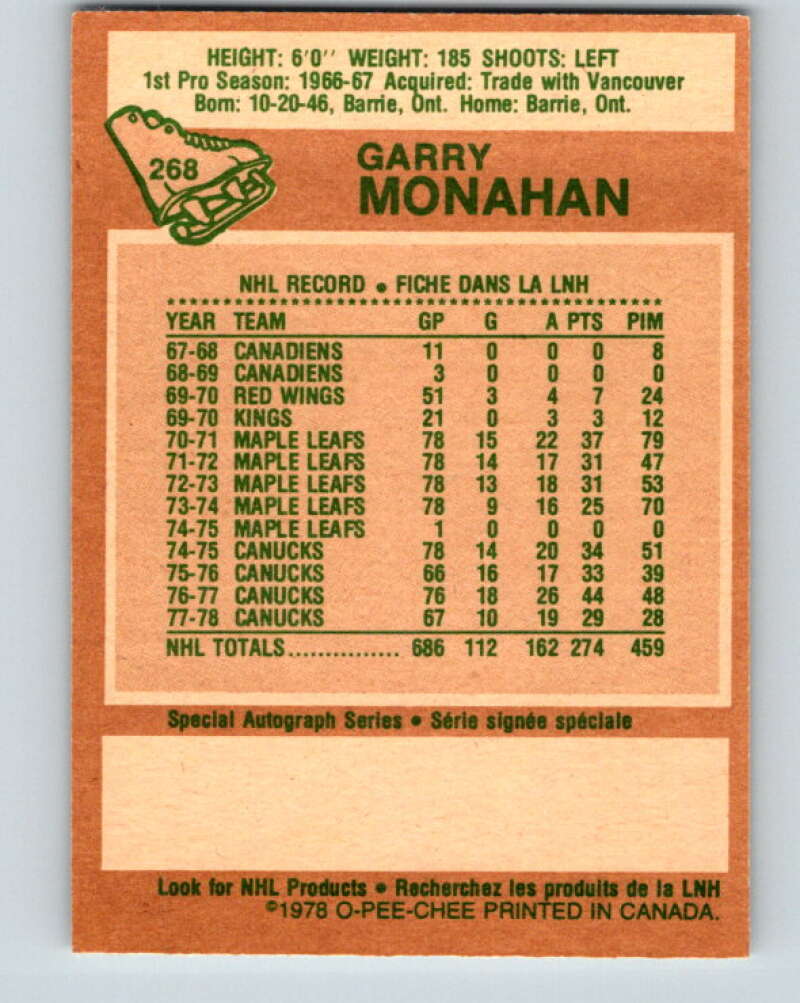 HEIGHT: 6'0'' WEIGHT: 185 SHOOTS: LEFT
1st Pro Season: 1966-67 Acquired: Trade with Vancouver
Born: 10-20-46, Barrie, Ont. Home: Barrie, Ont.
268
GARRY
MONAHAN
NHL RECORD • FICHE DANS LA LNH
YEAR TEAM GP G A PTS PIM
67-68 CANADIENS 11 0 0 0 8
68-69 CANADIENS 3 0 0 0 0
69-70 RED WINGS 51 3 4 7 24
69-70 KINGS 21 0 3 3 12
70-71 MAPLE LEAFS 78 15 22 37 79
71-72 MAPLE LEAFS 78 14 17 31 47
72-73 MAPLE LEAFS 78 13 18 31 53
73-74 MAPLE LEAFS 78 9 16 25 70
74-75 MAPLE LEAFS 1 0 0 0 0
74-75 CANUCKS 78 14 20 34 51
75-76 CANUCKS 66 16 17 33 39
76-77 CANUCKS 76 18 26 44 48
77-78 CANUCKS 67 10 19 29 28
NHL TOTALS............... 686 112 162 274 459
Special Autograph Series • Série signée spéciale
Look for NHL Products • Recherchez les produits de la LNH
©1978 O-PEE-CHEE PRINTED IN CANADA.